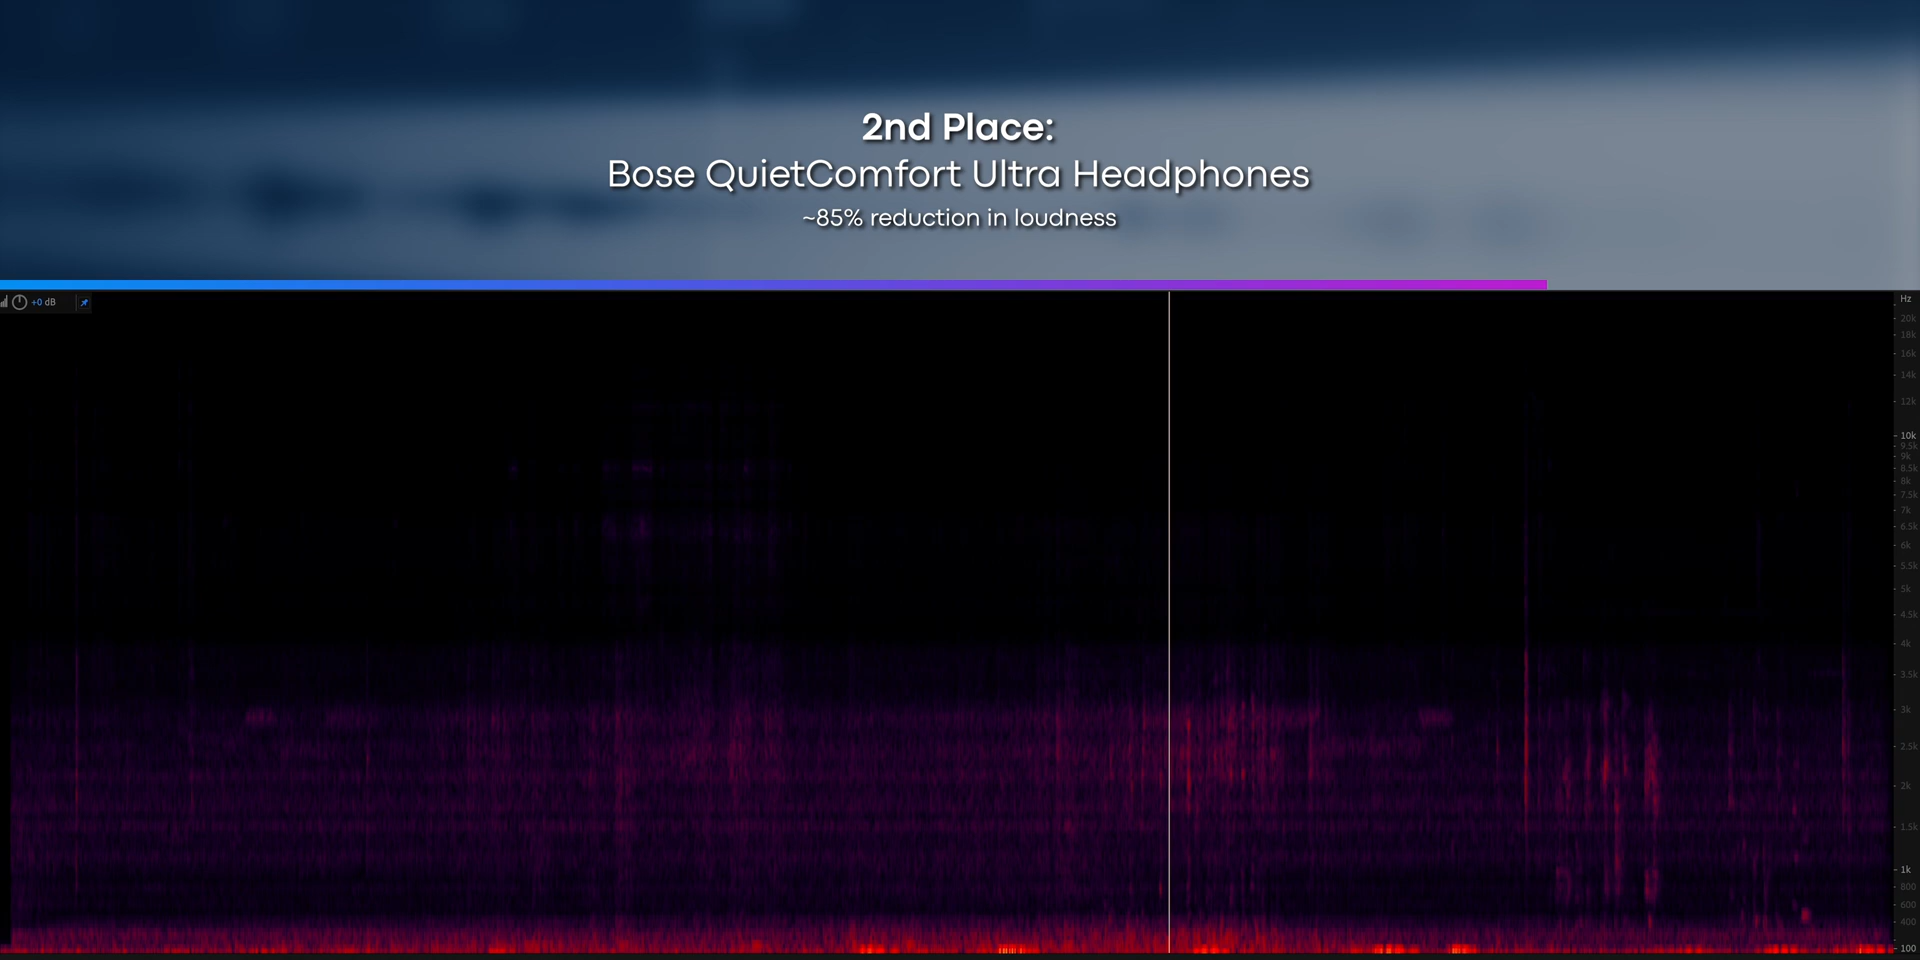 2nd Place:
Bose QuietComfort Ultra Headphones
~85% reduction in loudness
+0 dB
Hz
20k
18k
16k
14k
12k
10k
9.5k
9k
8.5k
8k
7.5k
7k
6.5k
6k
5.5k
5k
4.5k
4k
3.5k
3k
2.5k
2k
1.5k
1k
800
600
400
100